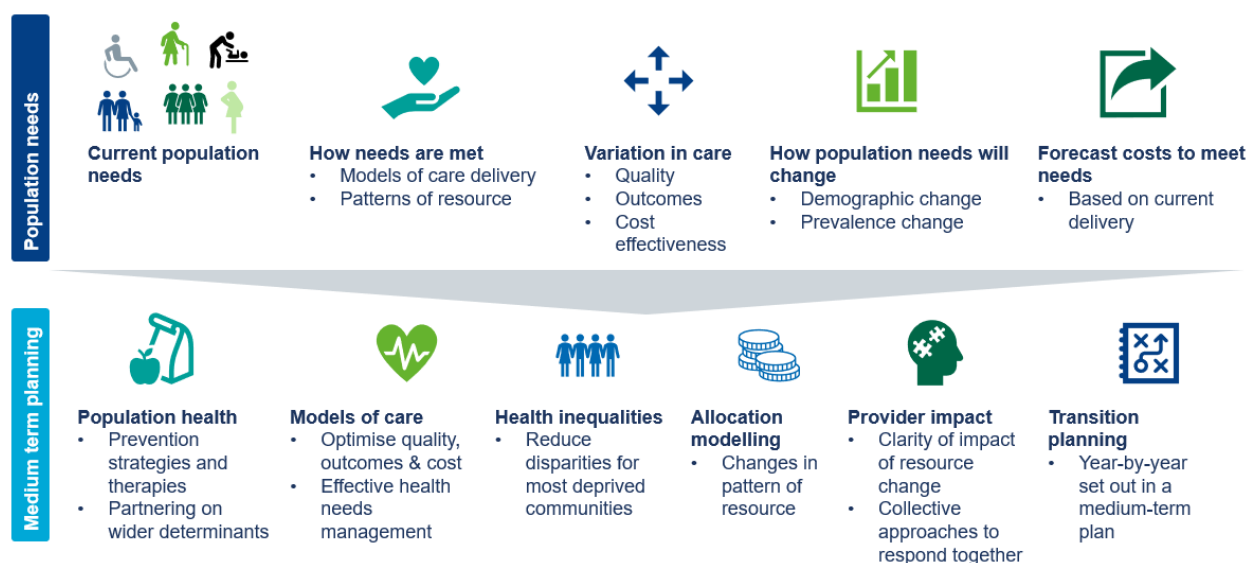 Population needs
Current population
needs
How needs are met
• Models of care delivery
• Patterns of resource
Variation in care
• Quality
• Outcomes
• Cost
effectiveness
How population needs will
change
• Demographic change
• Prevalence change
Forecast costs to meet
needs
• Based on current
delivery
Medium term planning
Population health
• Prevention
strategies and
therapies
• Partnering on
wider determinants
Models of care
• Optimise quality,
outcomes & cost
• Effective health
needs
management
Health inequalities
• Reduce
disparities for
most deprived
communities
Allocation
modelling
• Changes in
pattern of
resource
Provider impact
• Clarity of impact
of resource
change
• Collective
approaches to
respond together
Transition
planning
• Year-by-year
set out in a
medium-term
plan